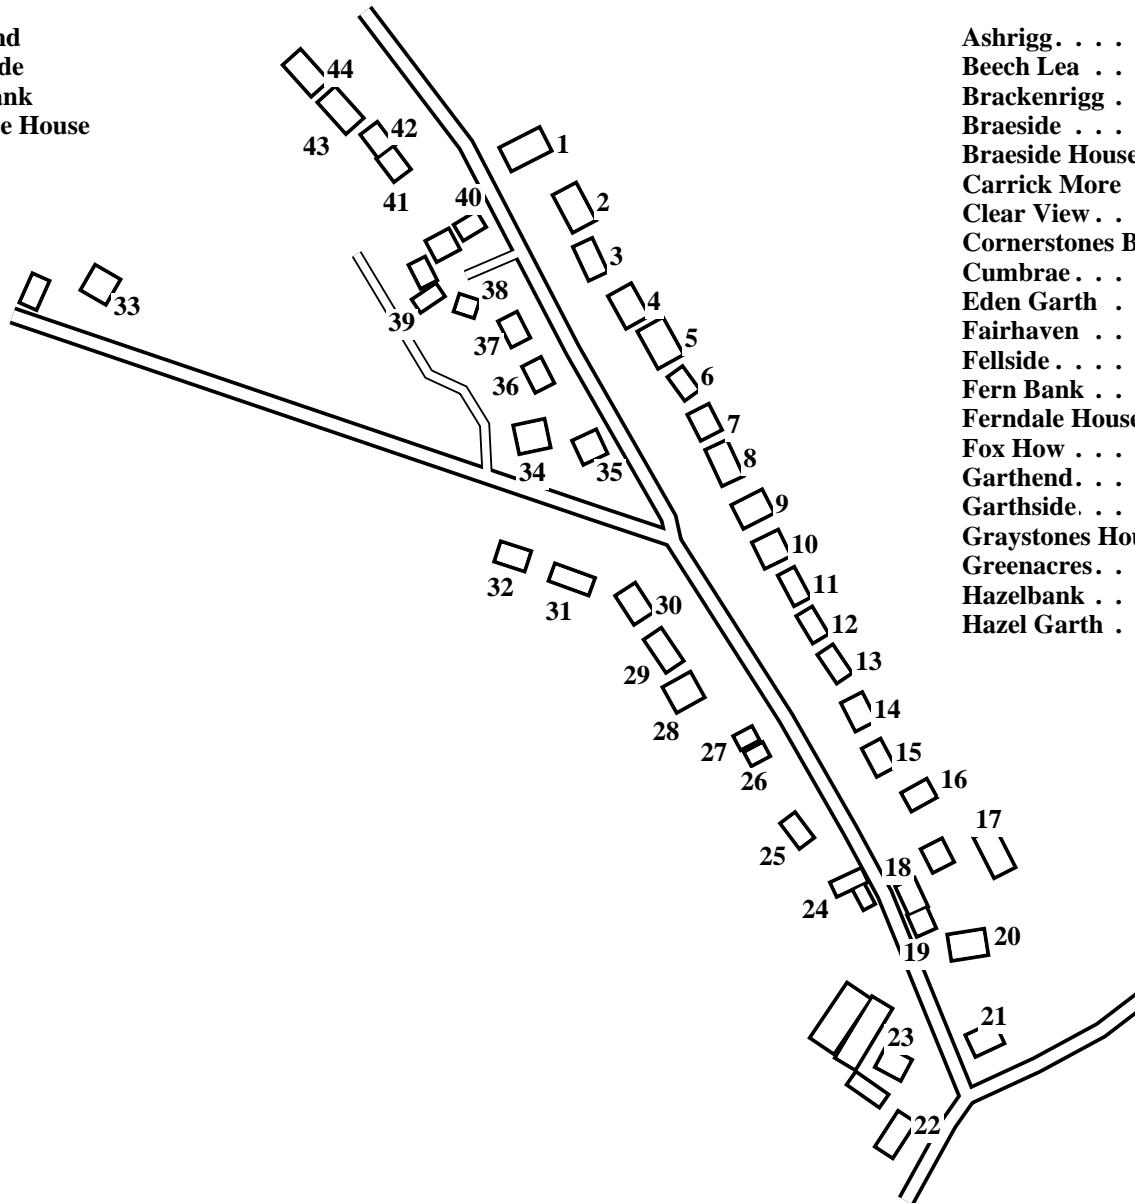 nd
de
ank
e House
44
43
42
41
1
2
40
3
33
38
39
4
37
5
36
6
7
34
35
8
9
10
32
31
30
11
12
29
13
28
14
27
26
15
16
25
17
18
24
19
20
21
23
22
Ashrigg. . . .
Beech Lea . .
Brackenrigg .
Braeside . . .
Braeside House
Carrick More
Clear View. .
Cornerstones B
Cumbrae. . .
Eden Garth .
Fairhaven . .
Fellside. . . .
Fern Bank . .
Ferndale House
Fox How . . .
Garthend. . .
Garthside. . .
Graystones Hou
Greenacres. .
Hazelbank . .
Hazel Garth .